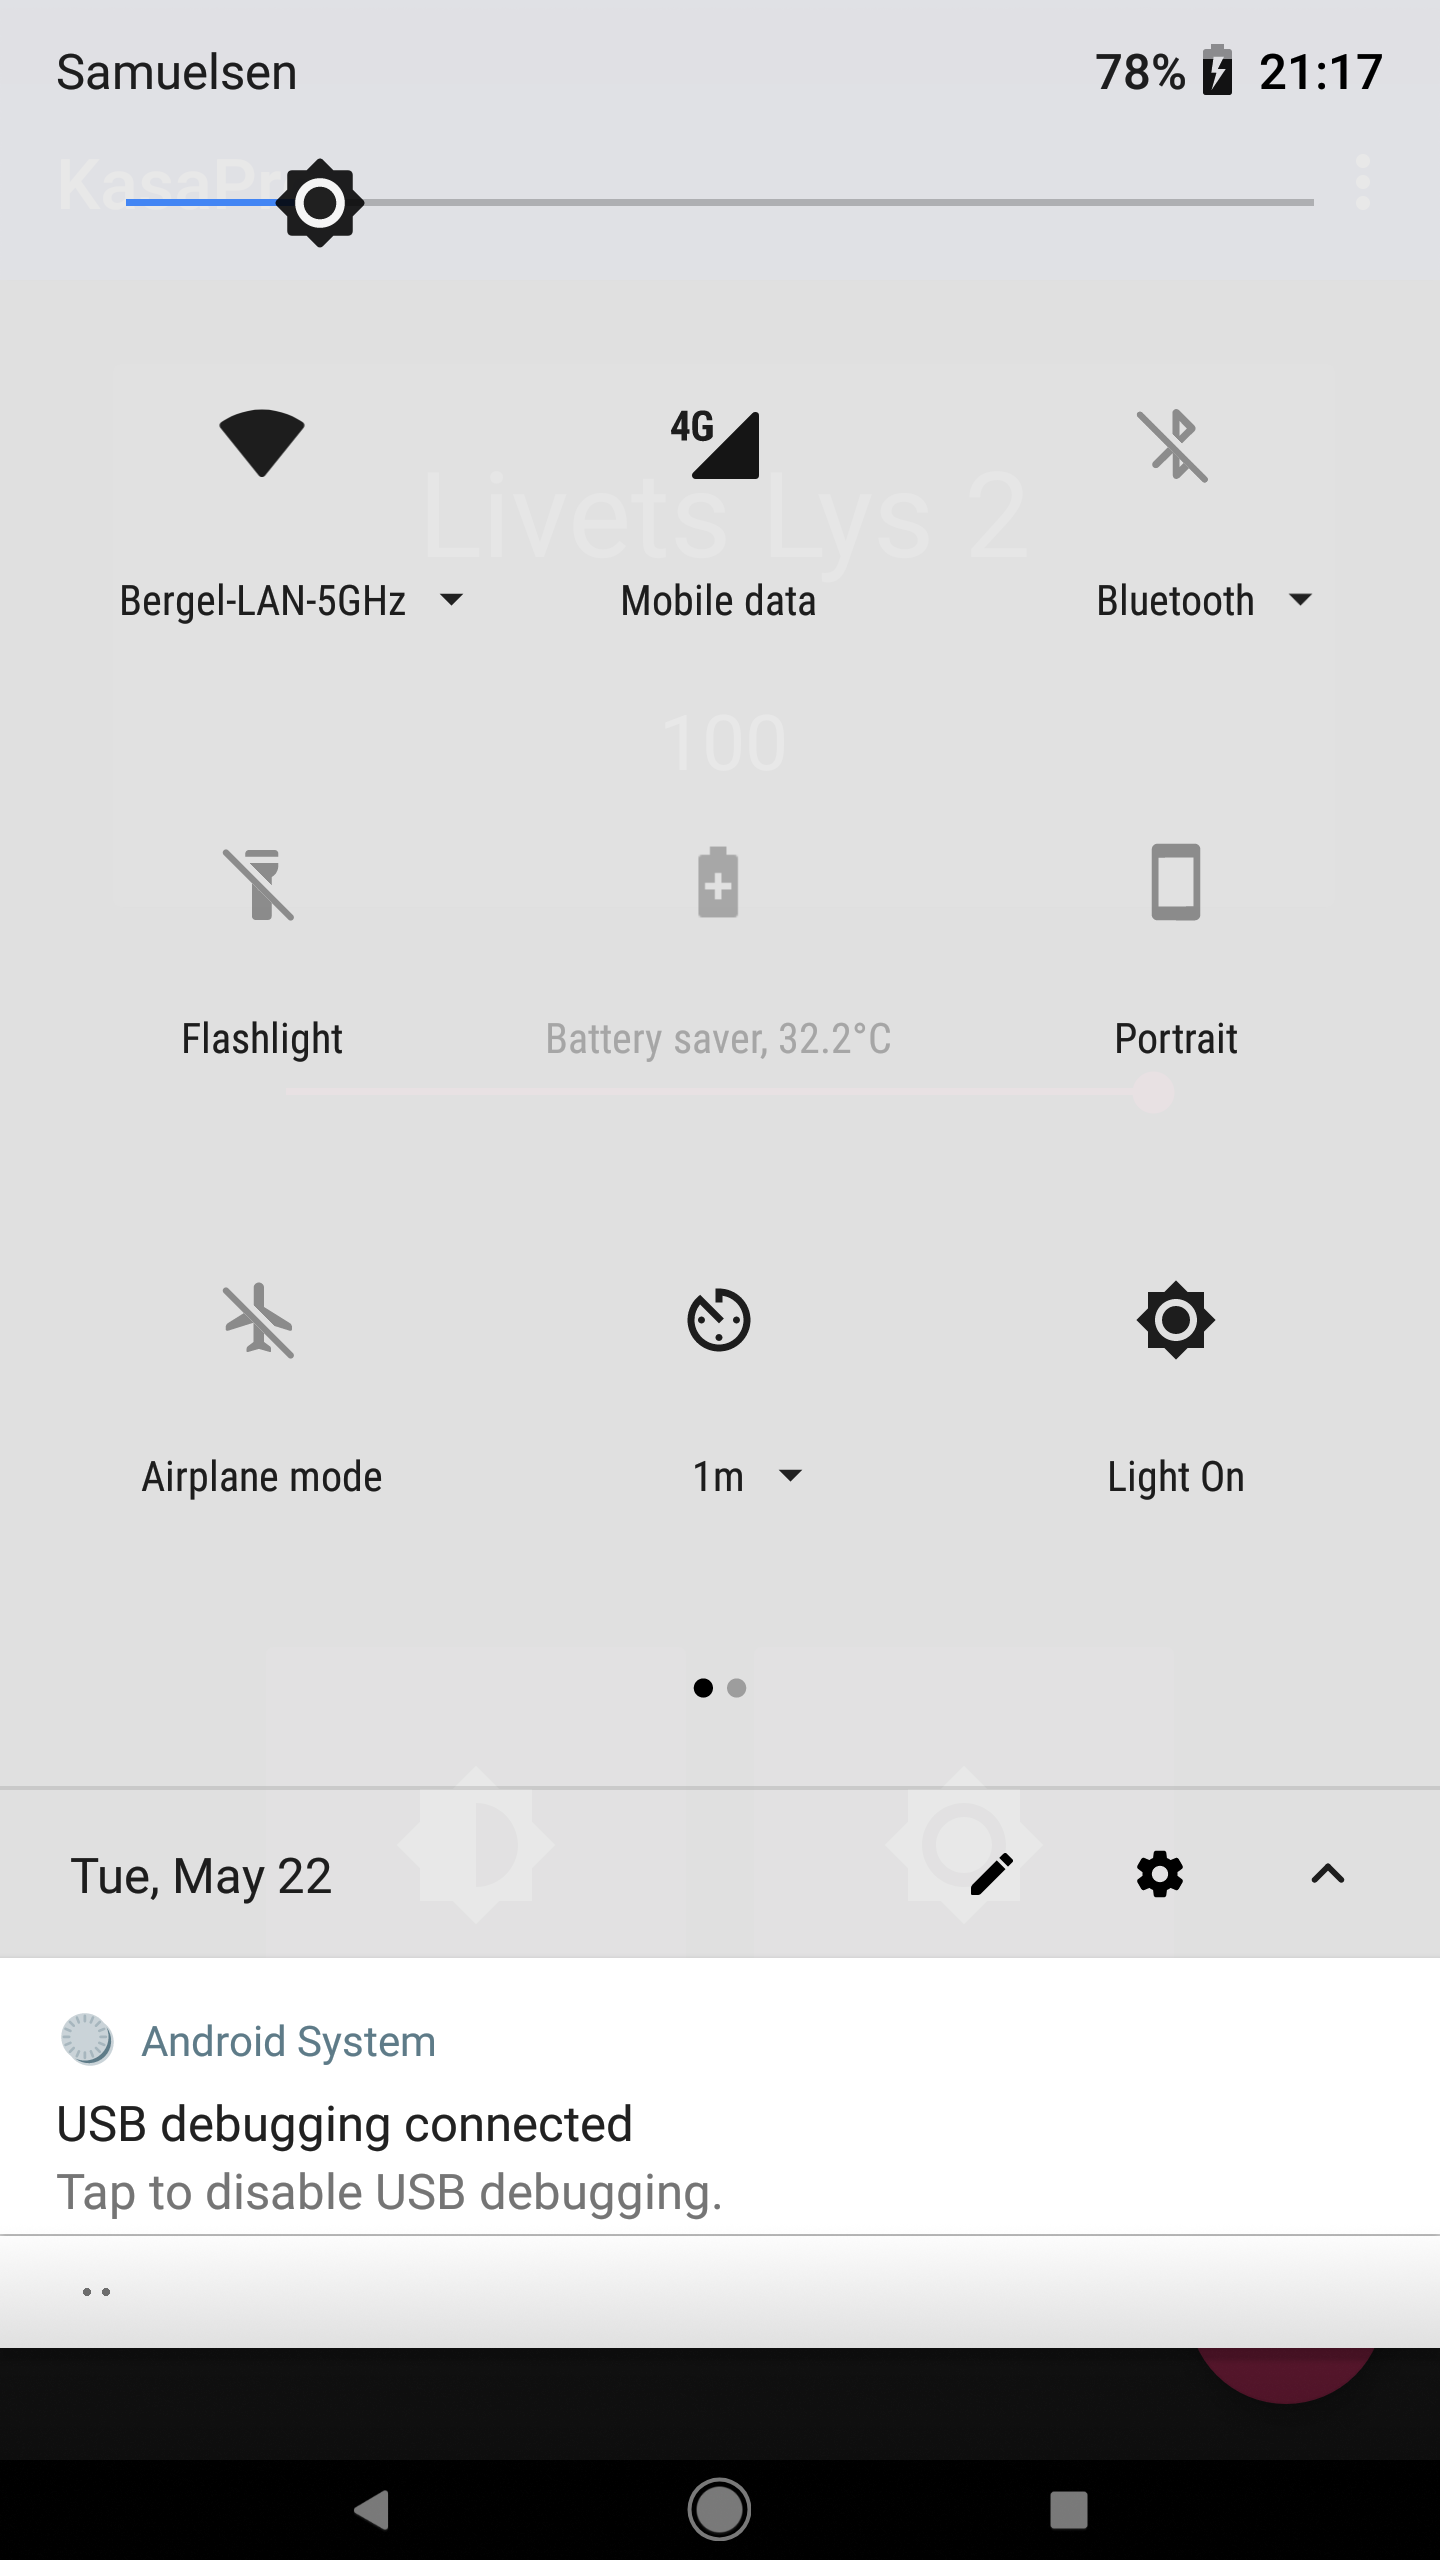 Samuelsen 78% 21:17
4G
Livets Lys 2
Bergel-LAN-5GHz Mobile data Bluetooth
100
Flashlight Battery saver, 32.2°C Portrait
Airplane mode 1m Light On
Tue, May 22
Android System
USB debugging connected
Tap to disable USB debugging.